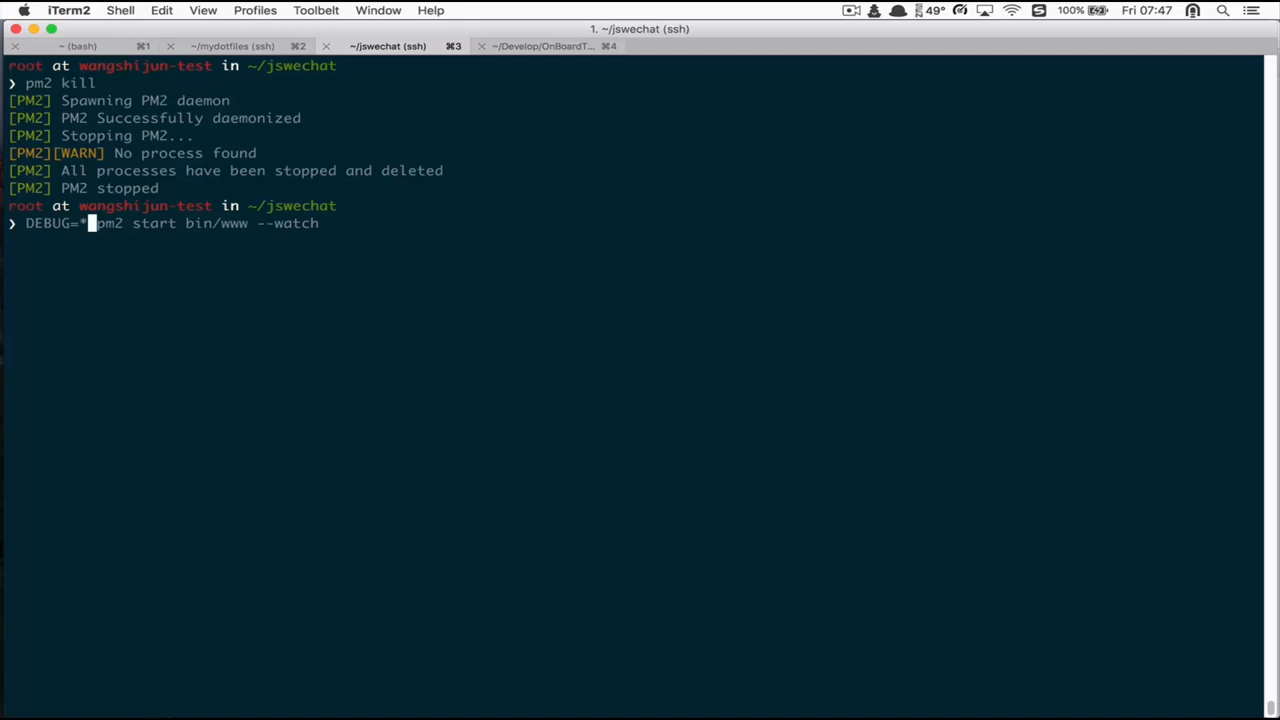 iTerm2 Shell Edit View Profiles Toolbelt Window Help 49° 100% Fri 07:47
1. ~/jswechat (ssh)
~ (bash) ⌘1 ~/mydotfiles (ssh) ⌘2 ~/jswechat (ssh) ⌘3 ~/Develop/OnBoardT... ⌘4
root at wangshijun-test in ~/jswechat
❯ pm2 kill
[PM2] Spawning PM2 daemon
[PM2] PM2 Successfully daemonized
[PM2] Stopping PM2...
[PM2][WARN] No process found
[PM2] All processes have been stopped and deleted
[PM2] PM2 stopped
root at wangshijun-test in ~/jswechat
❯ DEBUG=* pm2 start bin/www --watch